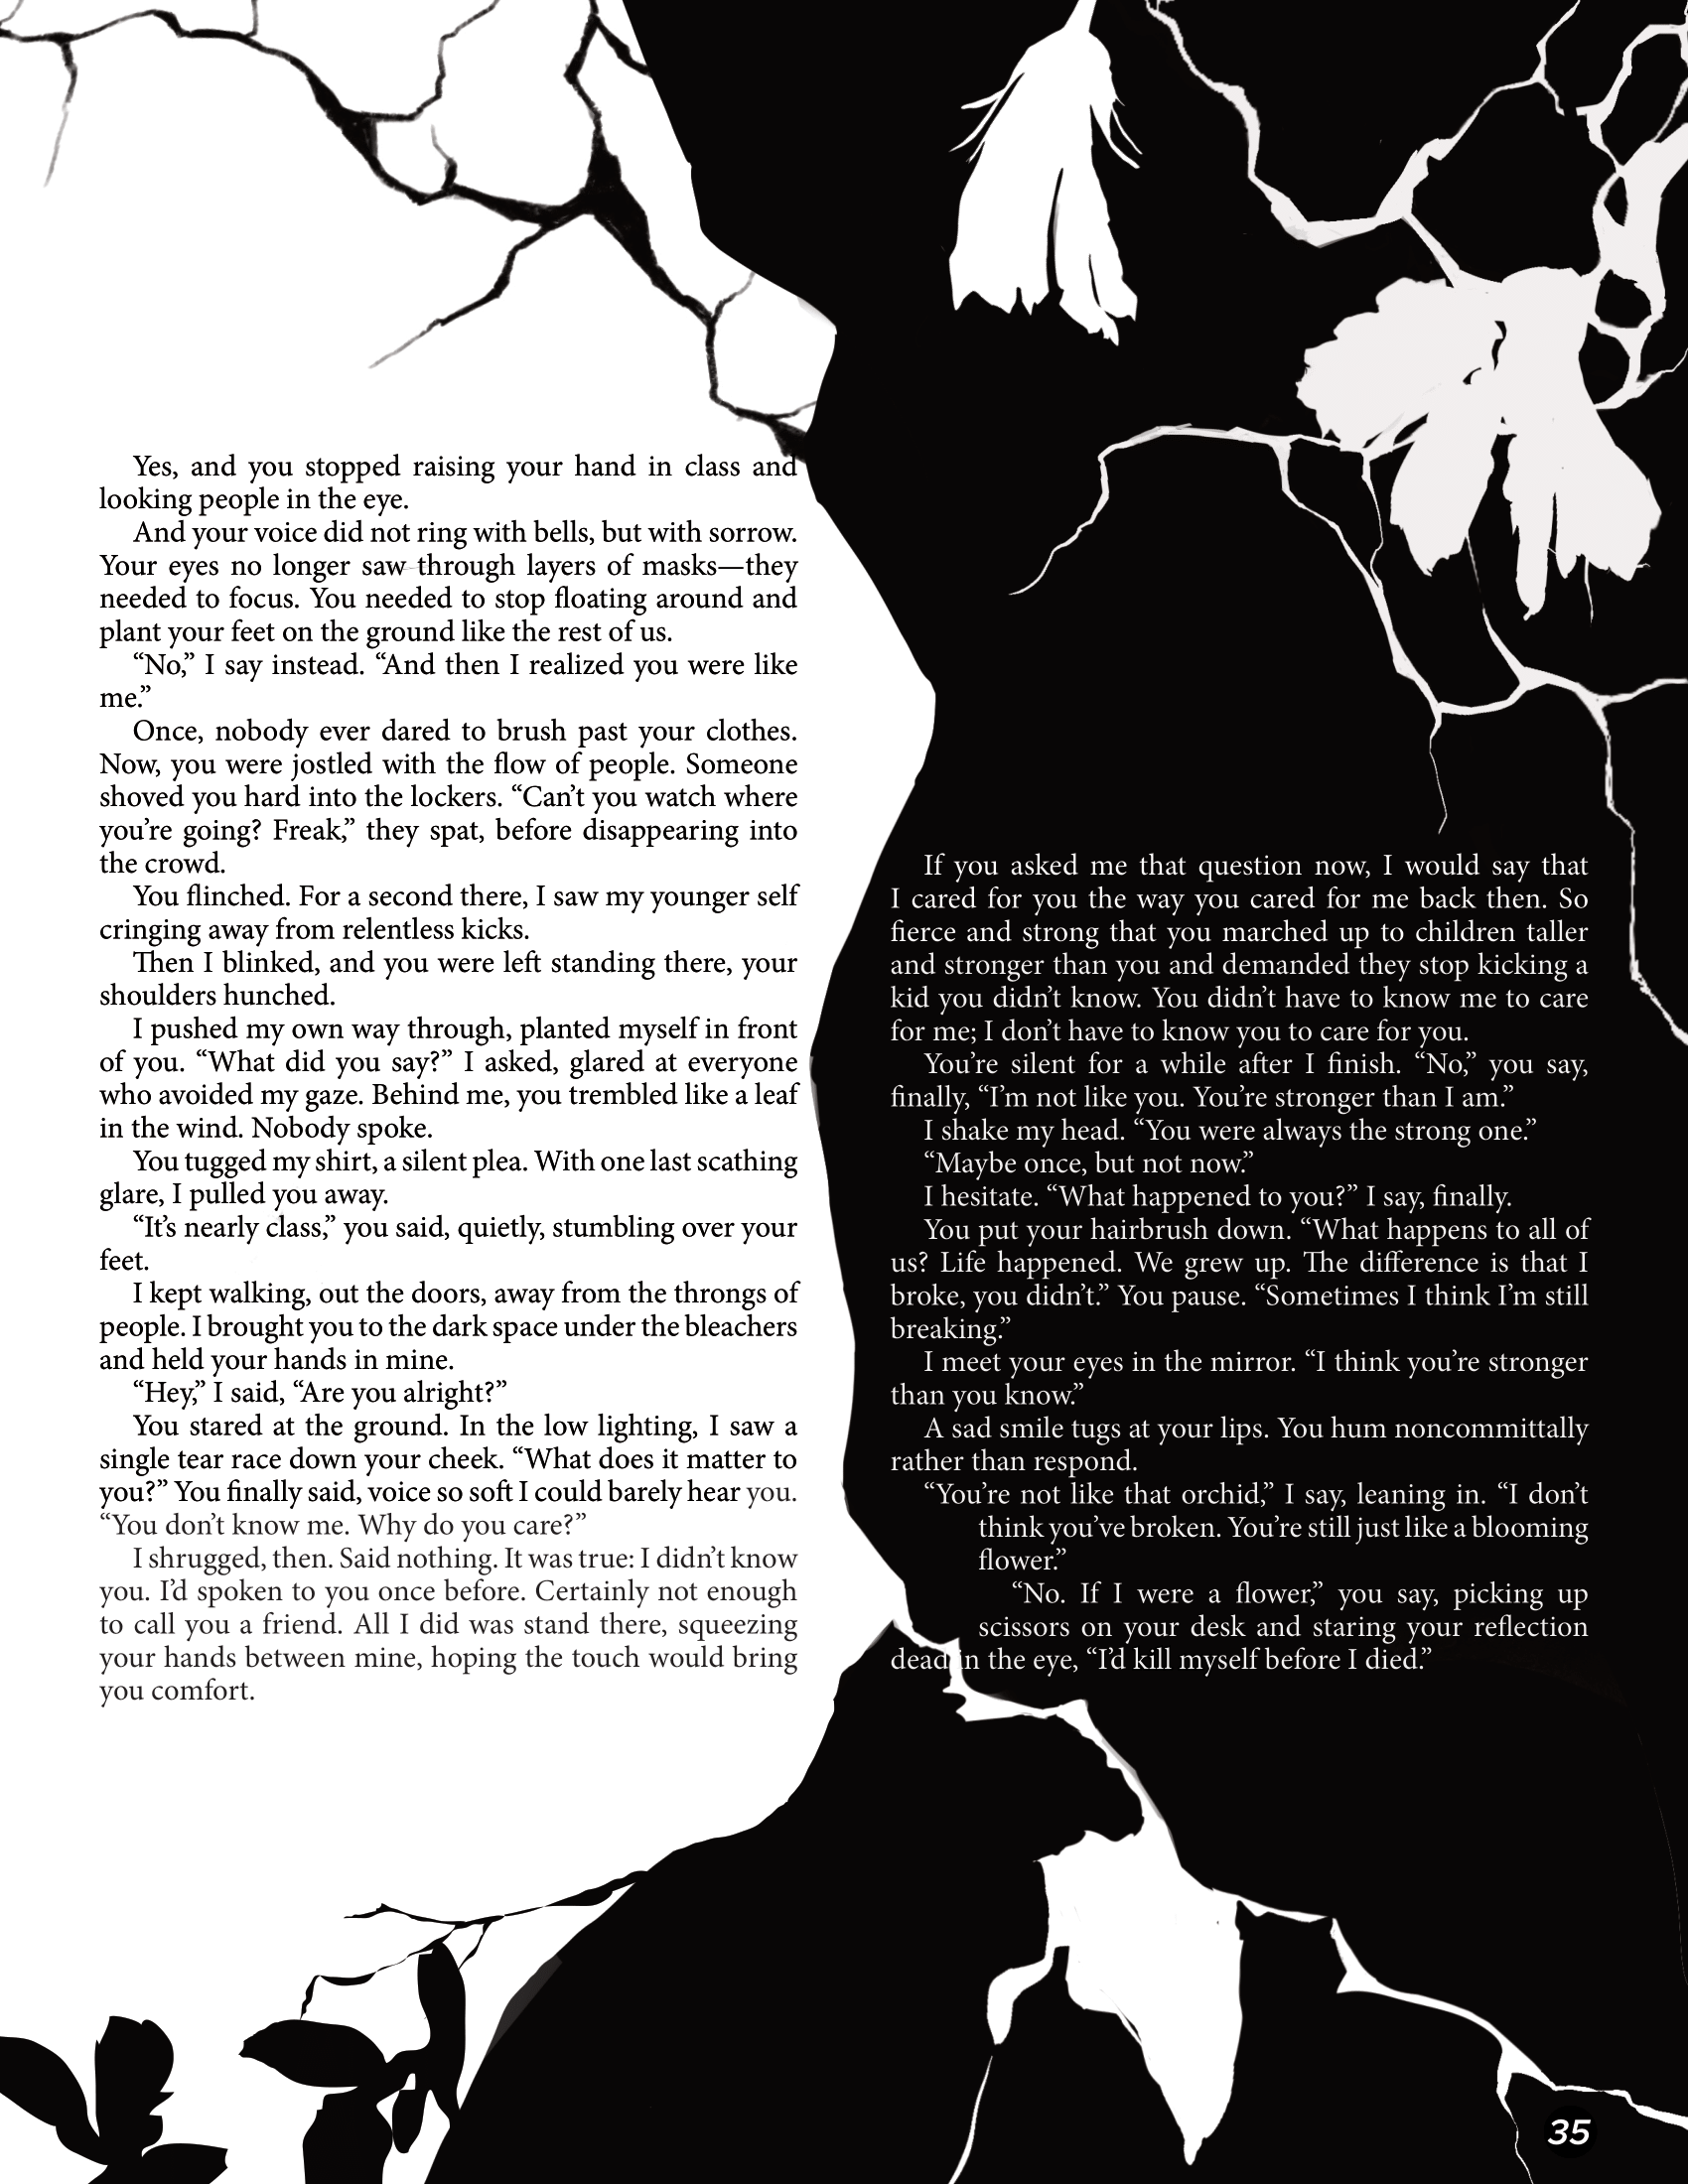 Yes, and you stopped raising your hand in class and
looking people in the eye.
And your voice did not ring with bells, but with sorrow.
Your eyes no longer saw through layers of masks—they
needed to focus. You needed to stop floating around and
plant your feet on the ground like the rest of us.
“No,” I say instead. “And then I realized you were like
me.”
Once, nobody ever dared to brush past your clothes.
Now, you were jostled with the flow of people. Someone
shoved you hard into the lockers. “Can’t you watch where
you’re going? Freak,” they spat, before disappearing into
the crowd.
You flinched. For a second there, I saw my younger self
cringing away from relentless kicks.
Then I blinked, and you were left standing there, your
shoulders hunched.
I pushed my own way through, planted myself in front
of you. “What did you say?” I asked, glared at everyone
who avoided my gaze. Behind me, you trembled like a leaf
in the wind. Nobody spoke.
You tugged my shirt, a silent plea. With one last scathing
glare, I pulled you away.
“It’s nearly class,” you said, quietly, stumbling over your
feet.
I kept walking, out the doors, away from the throngs of
people. I brought you to the dark space under the bleachers
and held your hands in mine.
“Hey,” I said, “Are you alright?”
You stared at the ground. In the low lighting, I saw a
single tear race down your cheek. “What does it matter to
you?” You finally said, voice so soft I could barely hear you.
“You don’t know me. Why do you care?”
I shrugged, then. Said nothing. It was true: I didn’t know
you. I’d spoken to you once before. Certainly not enough
to call you a friend. All I did was stand there, squeezing
your hands between mine, hoping the touch would bring
you comfort.
If you asked me that question now, I would say that
I cared for you the way you cared for me back then. So
fierce and strong that you marched up to children taller
and stronger than you and demanded they stop kicking a
kid you didn’t know. You didn’t have to know me to care
for me; I don’t have to know you to care for you.
You’re silent for a while after I finish. “No,” you say,
finally, “I’m not like you. You’re stronger than I am.”
I shake my head. “You were always the strong one.”
“Maybe once, but not now.”
I hesitate. “What happened to you?” I say, finally.
You put your hairbrush down. “What happens to all of
us? Life happened. We grew up. The difference is that I
broke, you didn’t.” You pause. “Sometimes I think I’m still
breaking.”
I meet your eyes in the mirror. “I think you’re stronger
than you know.”
A sad smile tugs at your lips. You hum noncommittally
rather than respond.
“You’re not like that orchid,” I say, leaning in. “I don’t
think you’ve broken. You’re still just like a blooming
flower.”
“No. If I were a flower,” you say, picking up
scissors on your desk and staring your reflection
dead in the eye, “I’d kill myself before I died.”
35